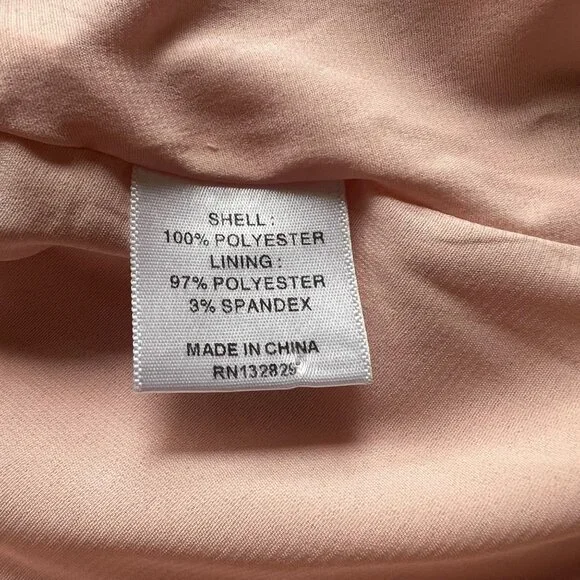 SHELL :
100% POLYESTER
LINING :
97% POLYESTER
3% SPANDEX
MADE IN CHINA
RN132829